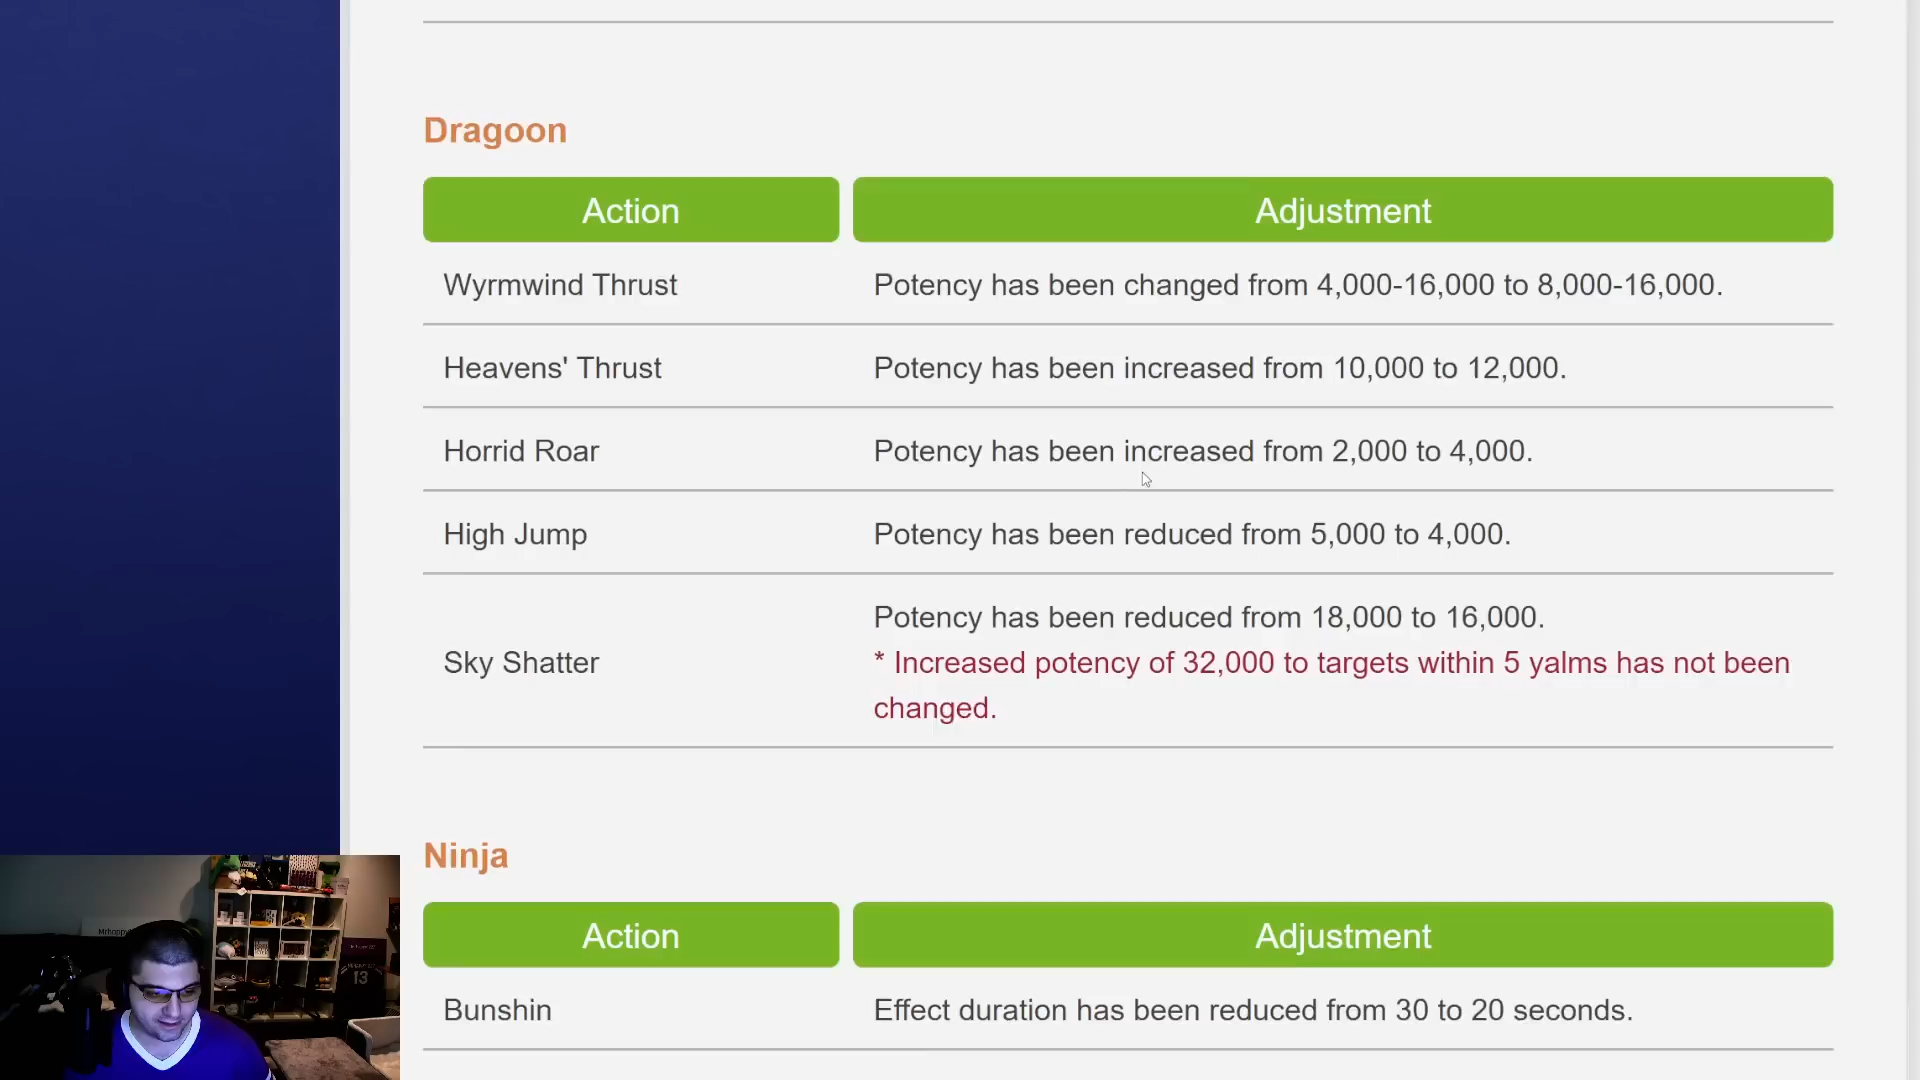 Dragoon
Action
Adjustment
Wyrmwind Thrust
Potency has been changed from 4,000-16,000 to 8,000-16,000.
Heavens' Thrust
Potency has been increased from 10,000 to 12,000.
Horrid Roar
Potency has been increased from 2,000 to 4,000.
High Jump
Potency has been reduced from 5,000 to 4,000.
Sky Shatter
Potency has been reduced from 18,000 to 16,000.
* Increased potency of 32,000 to targets within 5 yalms has not been
changed.
Ninja
Action
Adjustment
Bunshin
Effect duration has been reduced from 30 to 20 seconds.
13